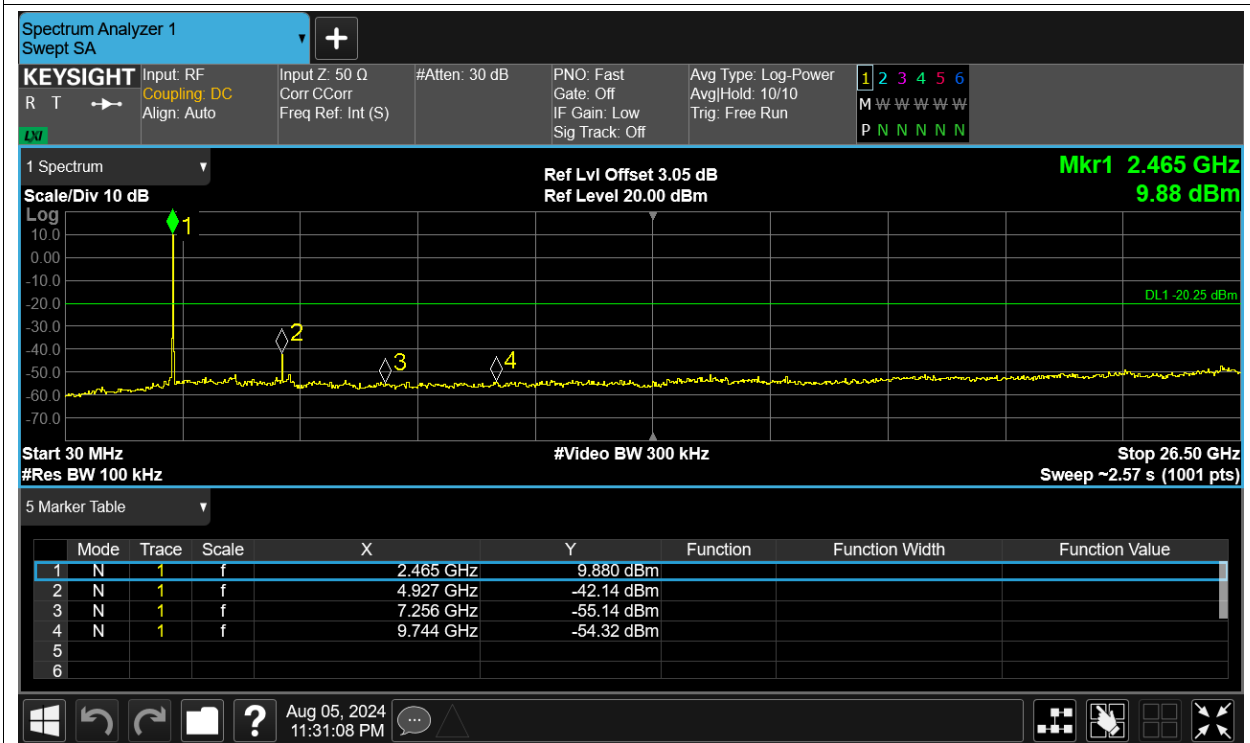 Spectrum Analyzer 1
Swept SA
+
KEYSIGHT
R T
LXI
Input: RF
Coupling: DC
Align: Auto
Input Z: 50 Ω
Corr CCorr
Freq Ref: Int (S)
#Atten: 30 dB
PNO: Fast
Gate: Off
IF Gain: Low
Sig Track: Off
Avg Type: Log-Power
Avg|Hold: 10/10
Trig: Free Run
1 2 3 4 5 6
M W W W W W
P N N N N N
1 Spectrum
Scale/Div 10 dB
Ref Lvl Offset 3.05 dB
Ref Level 20.00 dBm
Mkr1 2.465 GHz
9.88 dBm
Log
10.0
0.00
-10.0
-20.0
-30.0
-40.0
-50.0
-60.0
-70.0
1
2
3
4
DL1 -20.25 dBm
Start 30 MHz
#Video BW 300 kHz
Stop 26.50 GHz
#Res BW 100 kHz
Sweep ~2.57 s (1001 pts)
5 Marker Table
Mode Trace Scale X Y Function Function Width Function Value
1 N 1 f 2.465 GHz 9.880 dBm
2 N 1 f 4.927 GHz -42.14 dBm
3 N 1 f 7.256 GHz -55.14 dBm
4 N 1 f 9.744 GHz -54.32 dBm
5
6
?
Aug 05, 2024
11:31:08 PM